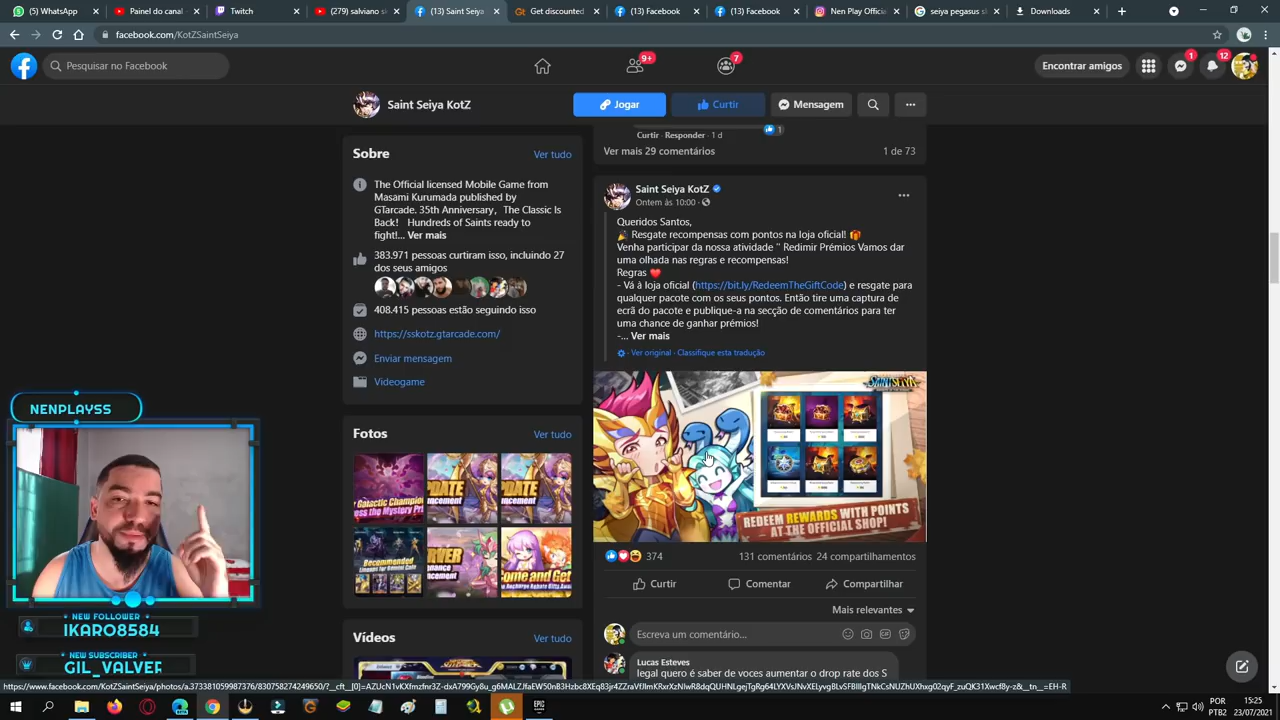 (5) WhatsApp
Painel do canal
Twitch
(279) salviano s
(13) Saint Seiya
Get discounted
(13) Facebook
(13) Facebook
Nen Play Offici
seiya pegasus s
Downloads
facebook.com/KotZSaintSeiya
Pesquisar no Facebook
9+
7
Encontrar amigos
1
12
Saint Seiya KotZ
Jogar
Curtir
Mensagem
Sobre
Ver tudo
The Official licensed Mobile Game from
Masami Kurumada published by
GTarcade. 35th Anniversary，The Classic Is
Back! Hundreds of Saints ready to
fight!... Ver mais
383.971 pessoas curtiram isso, incluindo 27
dos seus amigos
408.415 pessoas estão seguindo isso
https://sskotz.gtarcade.com/
Enviar mensagem
Videogame
Fotos
Ver tudo
Vídeos
Ver tudo
Curtir · Responder · 1 d
1
Ver mais 29 comentários
1 de 73
Saint Seiya KotZ
Ontem às 10:00 ·
Queridos Santos,
🎉 Resgate recompensas com pontos na loja oficial! 🎁
Venha participar da nossa atividade " Redimir Prêmios Vamos dar
uma olhada nas regras e recompensas!
Regras ❤️
- Vá à loja oficial (https://bit.ly/RedeemTheGiftCode) e resgate para
qualquer pacote com os seus pontos. Então tire uma captura de
ecrã do pacote e publique-a na secção de comentários para ter
uma chance de ganhar prémios!
-... Ver mais
· Ver original · Classifique esta tradução
SAINT SEIYA
REDEEM REWARDS WITH POINTS
AT THE OFFICIAL SHOP!
374
131 comentários 24 compartilhamentos
Curtir
Comentar
Compartilhar
Mais relevantes
Escreva um comentário...
Lucas Esteves
legal quero é saber de voces aumentar o drop rate dos S
NENPLAYSS
NEW FOLLOWER
IKARO8584
NEW SUBSCRIBER
GIL_VALVER
POR
PTB2
15:25
23/07/2021